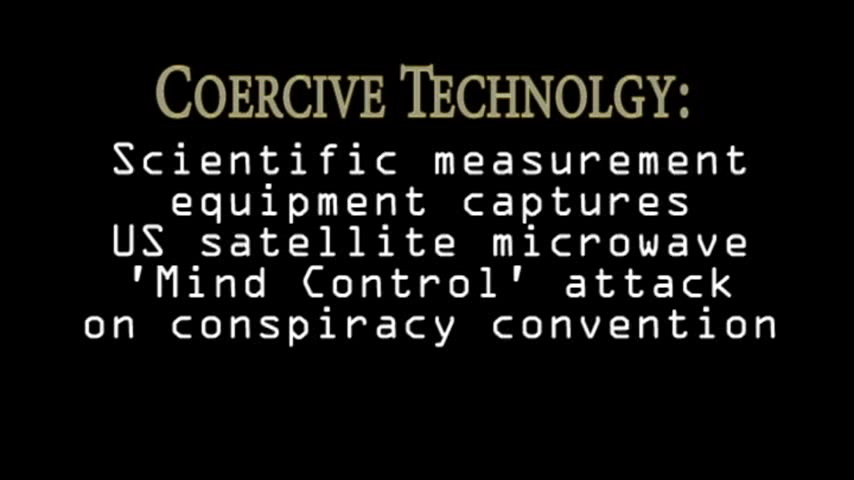 COERCIVE TECHNOLGY:
Scientific measurement
equipment captures
US satellite microwave
'Mind Control' attack
on conspiracy convention